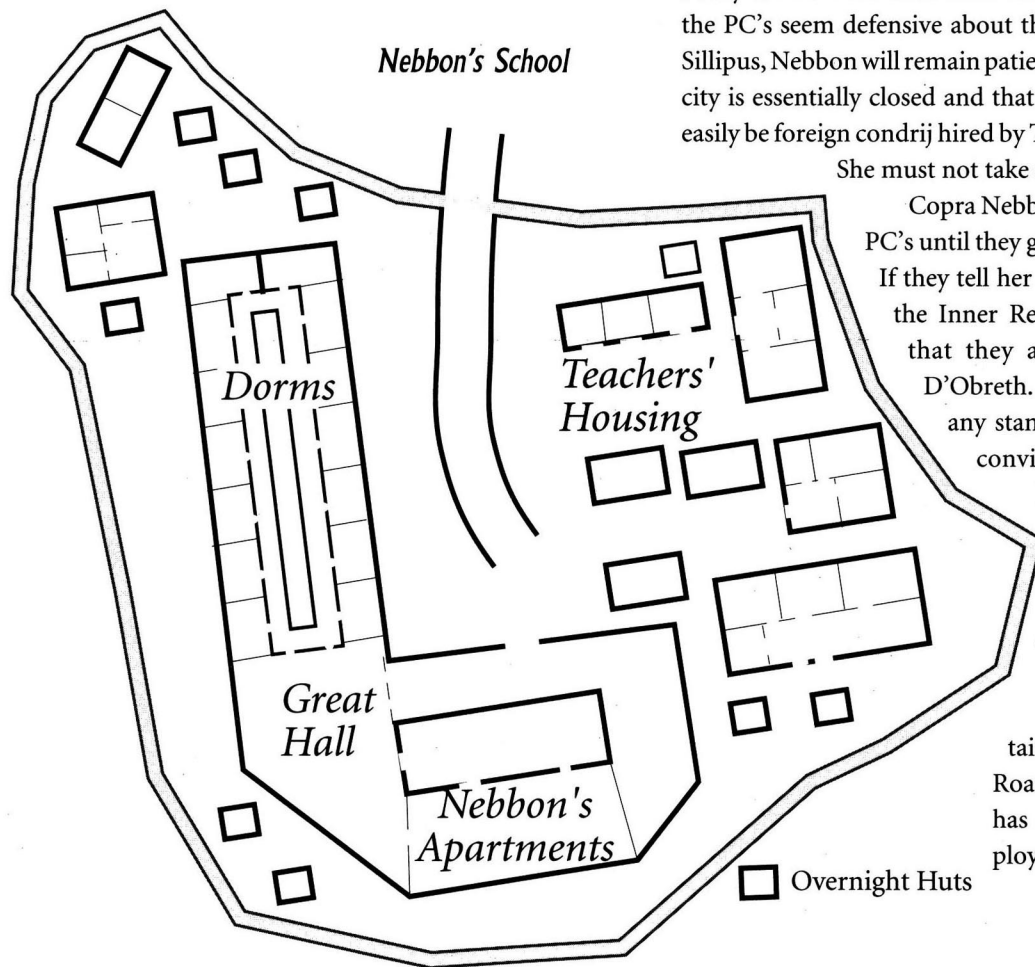 Nebbon's School
the PC's seem defensive about th
Sillipus, Nebbon will remain patie
city is essentially closed and that
easily be foreign condrij hired by T
She must not take
Copra Nebb
PC's until they g
If they tell her
the Inner Re
that they a
D'Obreth.
any stan
convi
tai
Roa
has
ploy
Dorms
Teachers'
Housing
Great
Hall
Nebbon's
Apartments
Overnight Huts